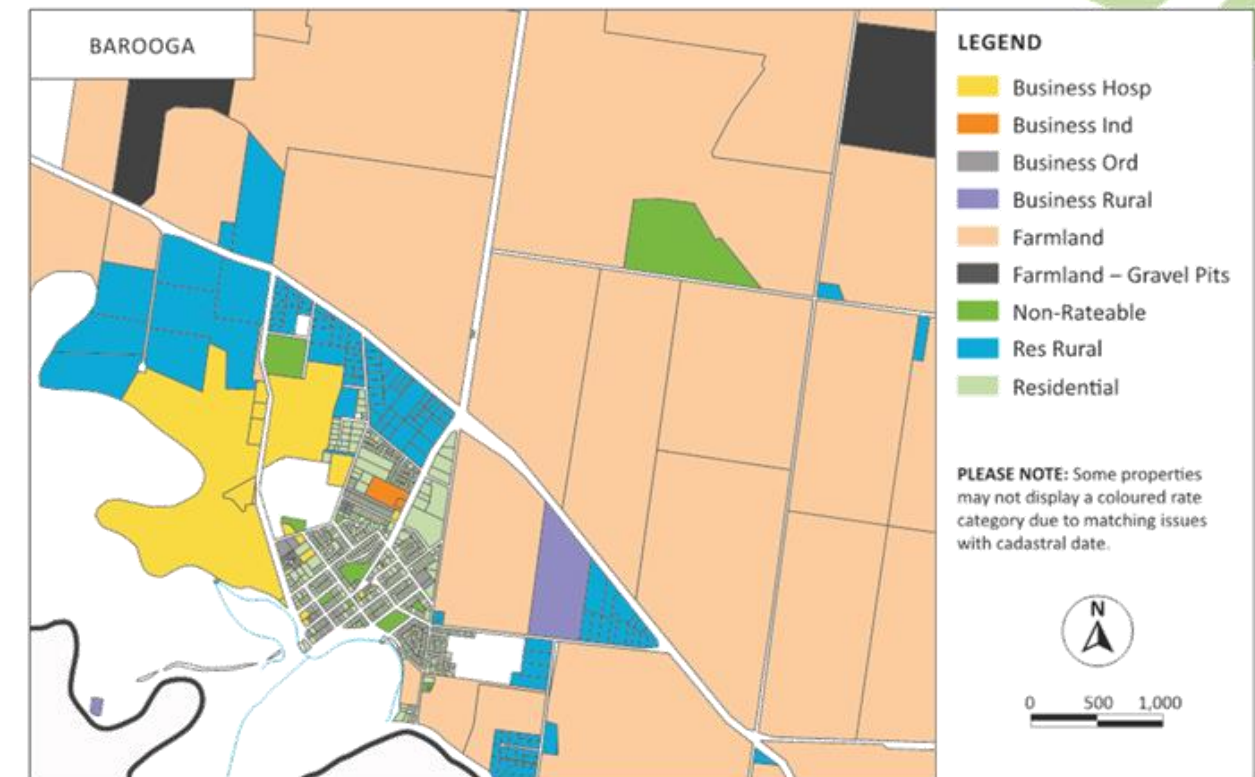 BAROOGA
LEGEND
Business Hosp
Business Ind
Business Ord
Business Rural
Farmland
Farmland – Gravel Pits
Non-Rateable
Res Rural
Residential
PLEASE NOTE: Some properties
may not display a coloured rate
category due to matching issues
with cadastral date.
N
0 500 1,000